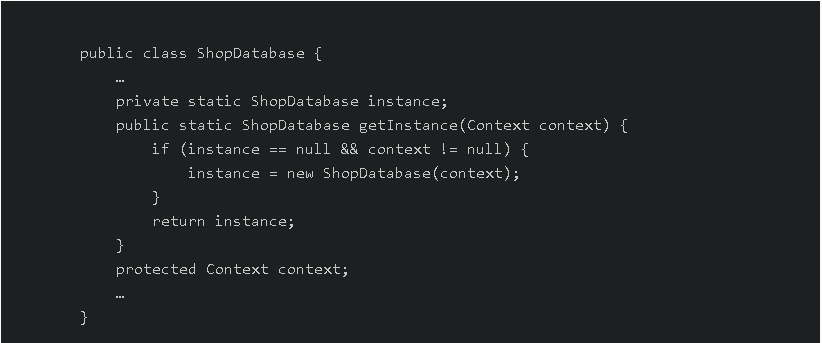 public class ShopDatabase {
…
private static ShopDatabase instance;
public static ShopDatabase getInstance(Context context) {
if (instance == null && context != null) {
instance = new ShopDatabase(context);
}
return instance;
}
protected Context context;
…
}